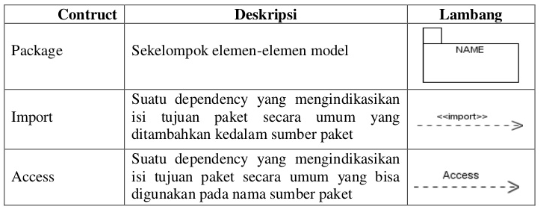 Contruct Deskripsi Lambang
Package Sekelompok elemen-elemen model NAME
Suatu dependency yang mengindikasikan
Import isi tujuan paket secara umum yang <<import>>
ditambahkan kedalam sumber paket
Suatu dependency yang mengindikasikan
Access isi tujuan paket secara umum yang bisa Access
digunakan pada nama sumber paket